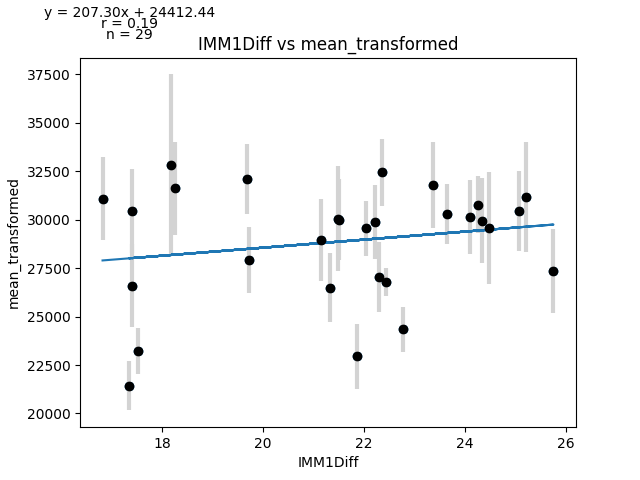 y = 207.30x + 24412.44
r = 0.19
n = 29
IMM1Diff vs mean_transformed
37500
35000
32500
30000
27500
25000
22500
20000
mean_transformed
18 20 22 24 26
IMM1Diff